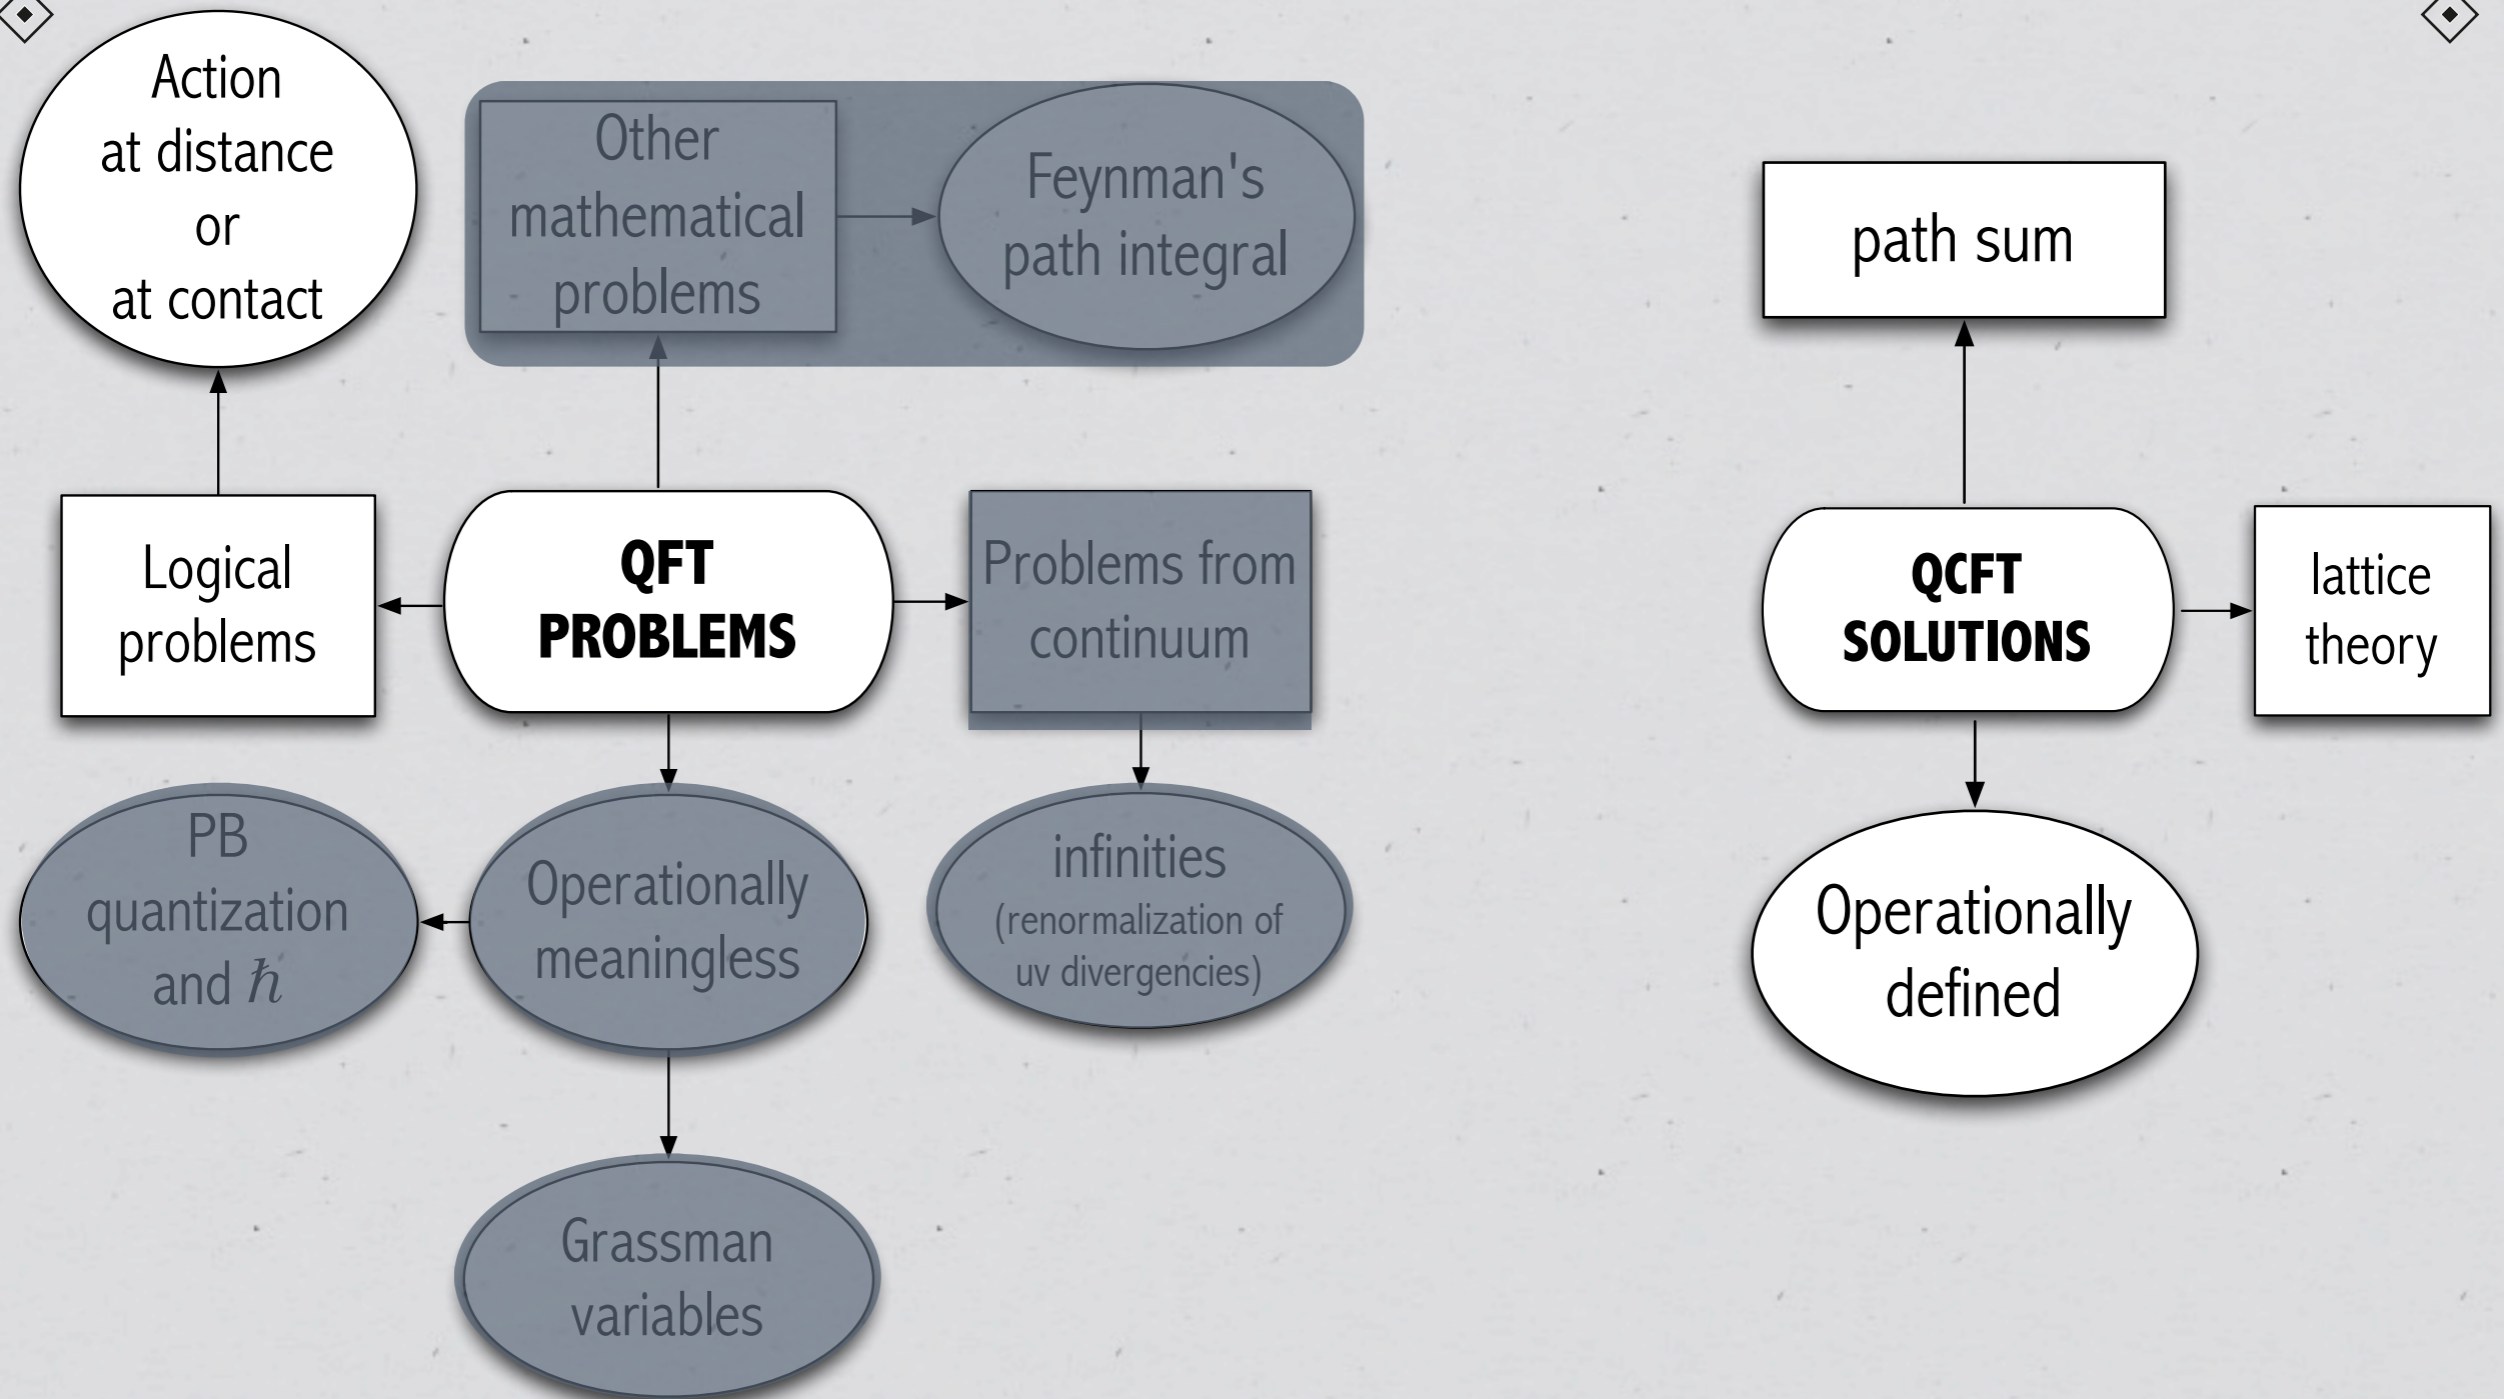 Action
at distance
or
at contact
Other
mathematical
problems
Feynman's
path integral
path sum
Logical
problems
QFT
PROBLEMS
Problems from
continuum
QCFT
SOLUTIONS
lattice
theory
PB
quantization
and ℏ
Operationally
meaningless
infinities
(renormalization of
uv divergencies)
Operationally
defined
Grassman
variables